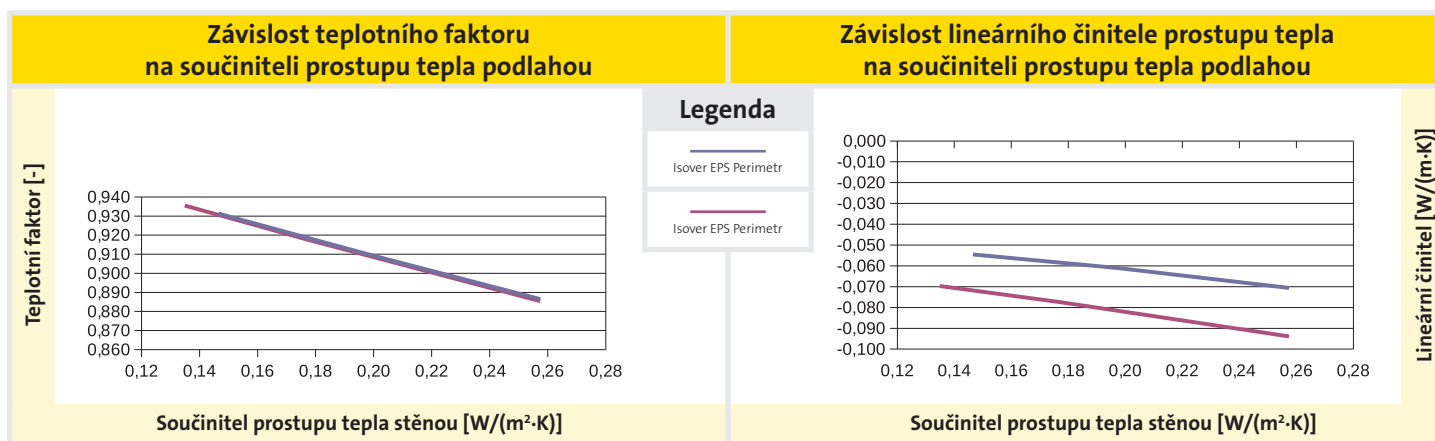 Závislost teplotního faktoru
na součiniteli prostupu tepla podlahou
Závislost lineárního činitele prostupu tepla
na součiniteli prostupu tepla podlahou
Teplotní faktor [-]
0,940
0,930
0,920
0,910
0,900
0,890
0,880
0,870
0,860
0,12 0,14 0,16 0,18 0,20 0,22 0,24 0,26 0,28
Součinitel prostupu tepla stěnou [W/(m²·K)]
Legenda
Isover EPS Perimetr
Isover EPS Perimetr
0,000
-0,010
-0,020
-0,030
-0,040
-0,050
-0,060
-0,070
-0,080
-0,090
-0,100
0,12 0,14 0,16 0,18 0,20 0,22 0,24 0,26 0,28
Lineární činitel [W/(m·K)]
Součinitel prostupu tepla stěnou [W/(m²·K)]